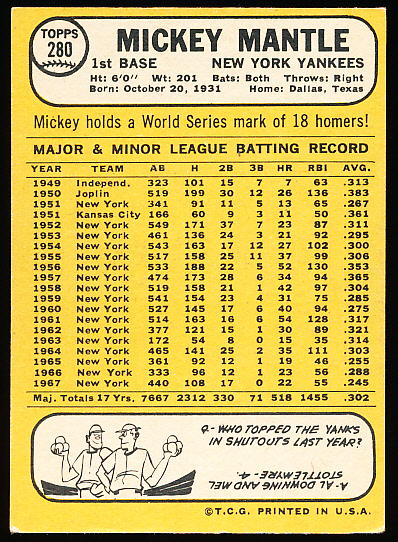 TOPPS
280
MICKEY MANTLE
1st BASE NEW YORK YANKEES
Ht: 6'0" Wt: 201 Bats: Both Throws: Right
Born: October 20, 1931 Home: Dallas, Texas
Mickey holds a World Series mark of 18 homers!
MAJOR & MINOR LEAGUE BATTING RECORD
YEAR TEAM AB H 2B 3B HR RBI AVG.
1949 Independ. 323 101 15 7 7 63 .313
1950 Joplin 519 199 30 12 26 136 .383
1951 New York 341 91 11 5 13 65 .267
1951 Kansas City 166 60 9 3 11 50 .361
1952 New York 549 171 37 7 23 87 .311
1953 New York 461 136 24 3 21 92 .295
1954 New York 543 163 17 12 27 102 .300
1955 New York 517 158 25 11 37 99 .306
1956 New York 533 188 22 5 52 130 .353
1957 New York 474 173 28 6 34 94 .365
1958 New York 519 158 21 1 42 97 .304
1959 New York 541 154 23 4 31 75 .285
1960 New York 527 145 17 6 40 94 .275
1961 New York 514 163 16 6 54 128 .317
1962 New York 377 121 15 1 30 89 .321
1963 New York 172 54 8 0 15 35 .314
1964 New York 465 141 25 2 35 111 .303
1965 New York 361 92 12 1 19 46 .255
1966 New York 333 96 12 1 23 56 .288
1967 New York 440 108 17 0 22 55 .245
Maj. Totals 17 Yrs. 7667 2312 330 71 518 1455 .302
Q- WHO TOPPED THE YANKS
IN SHUTOUTS LAST YEAR?
A- AL DOWNING AND MEL
STOTTLEMYRE - 4.
©T.C.G. PRINTED IN U.S.A.